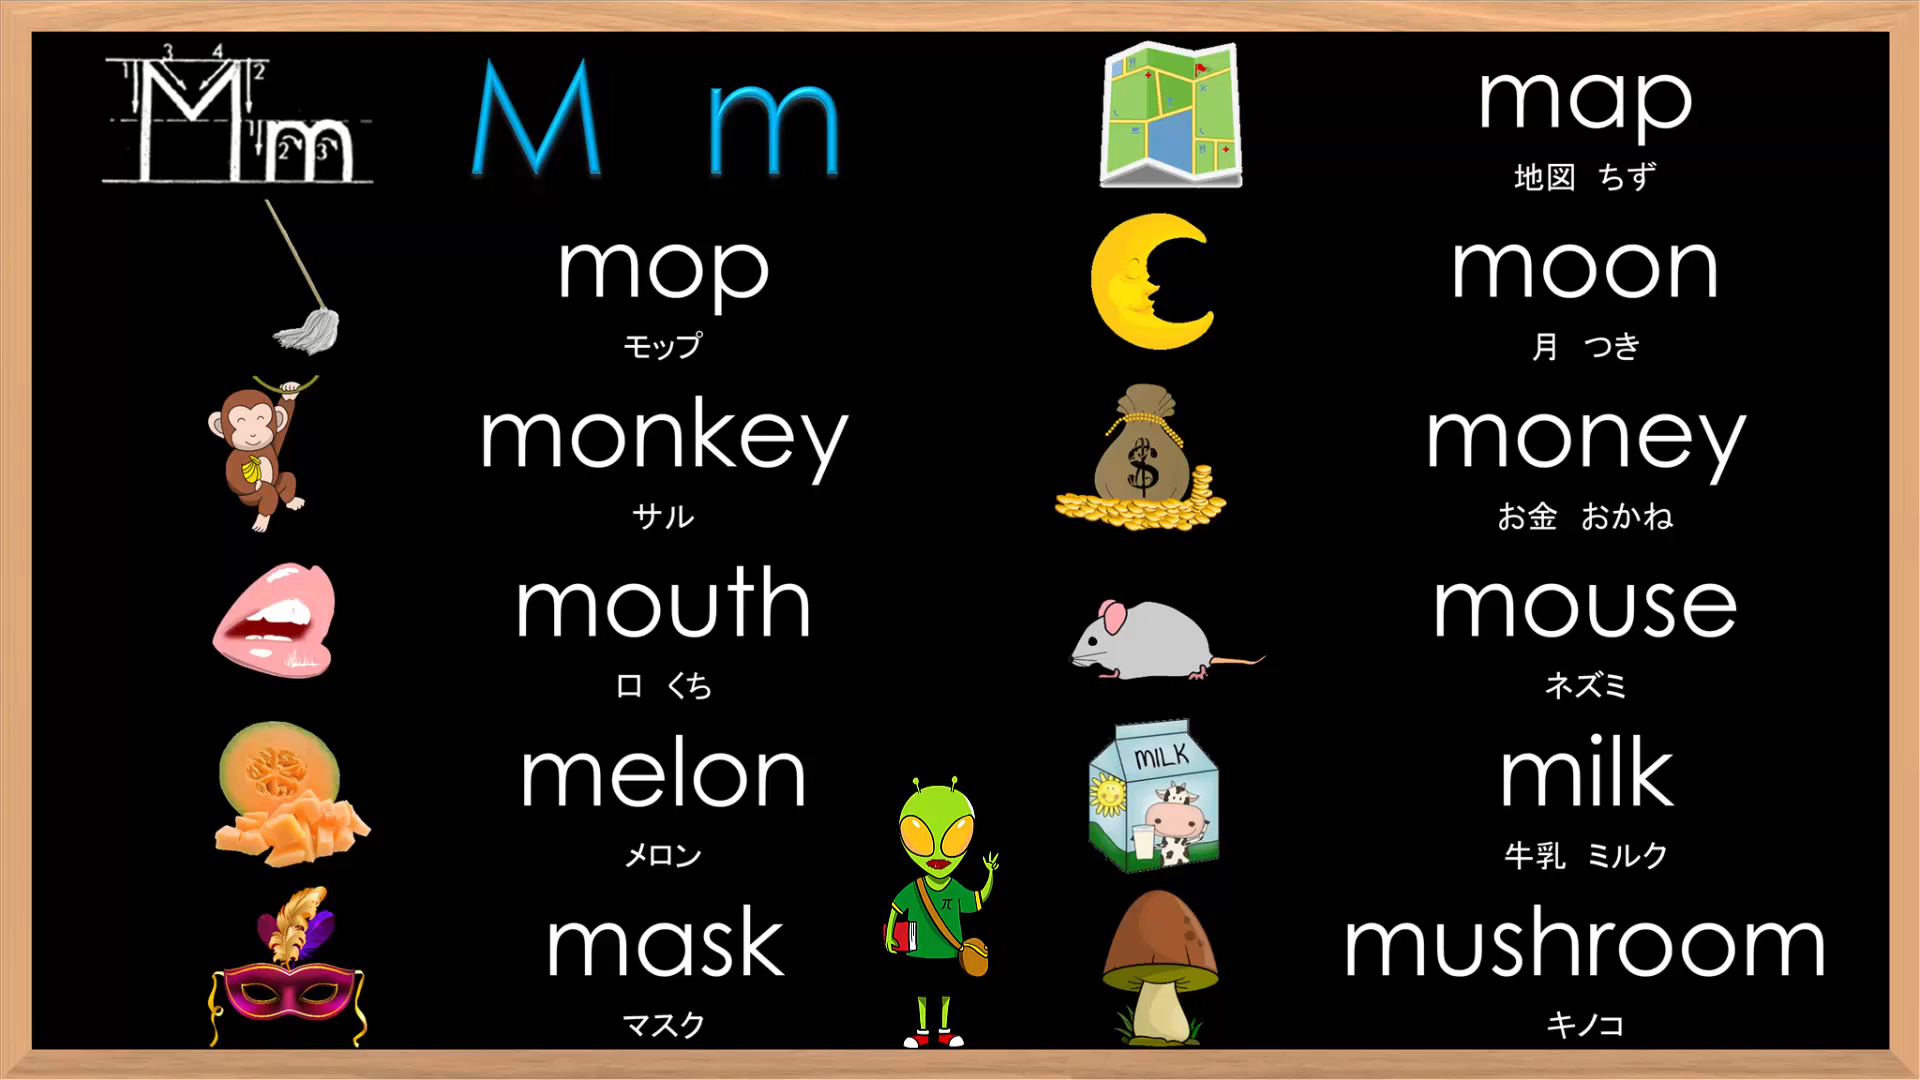 Mm
M m
map
地図 ちず
mop
モップ
moon
月 つき
monkey
サル
money
お金 おかね
$
mouth
口 くち
mouse
ネズミ
melon
メロン
MILK
milk
牛乳 ミルク
π
mask
マスク
mushroom
キノコ